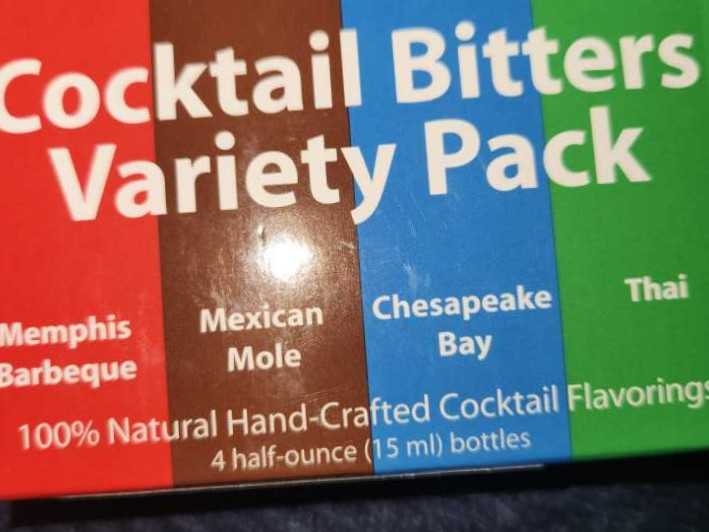 Cocktail Bitters
Variety Pack
Memphis
Barbeque
Mexican
Mole
Chesapeake
Bay
Thai
100% Natural Hand-Crafted Cocktail Flavorings
4 half-ounce (15 ml) bottles